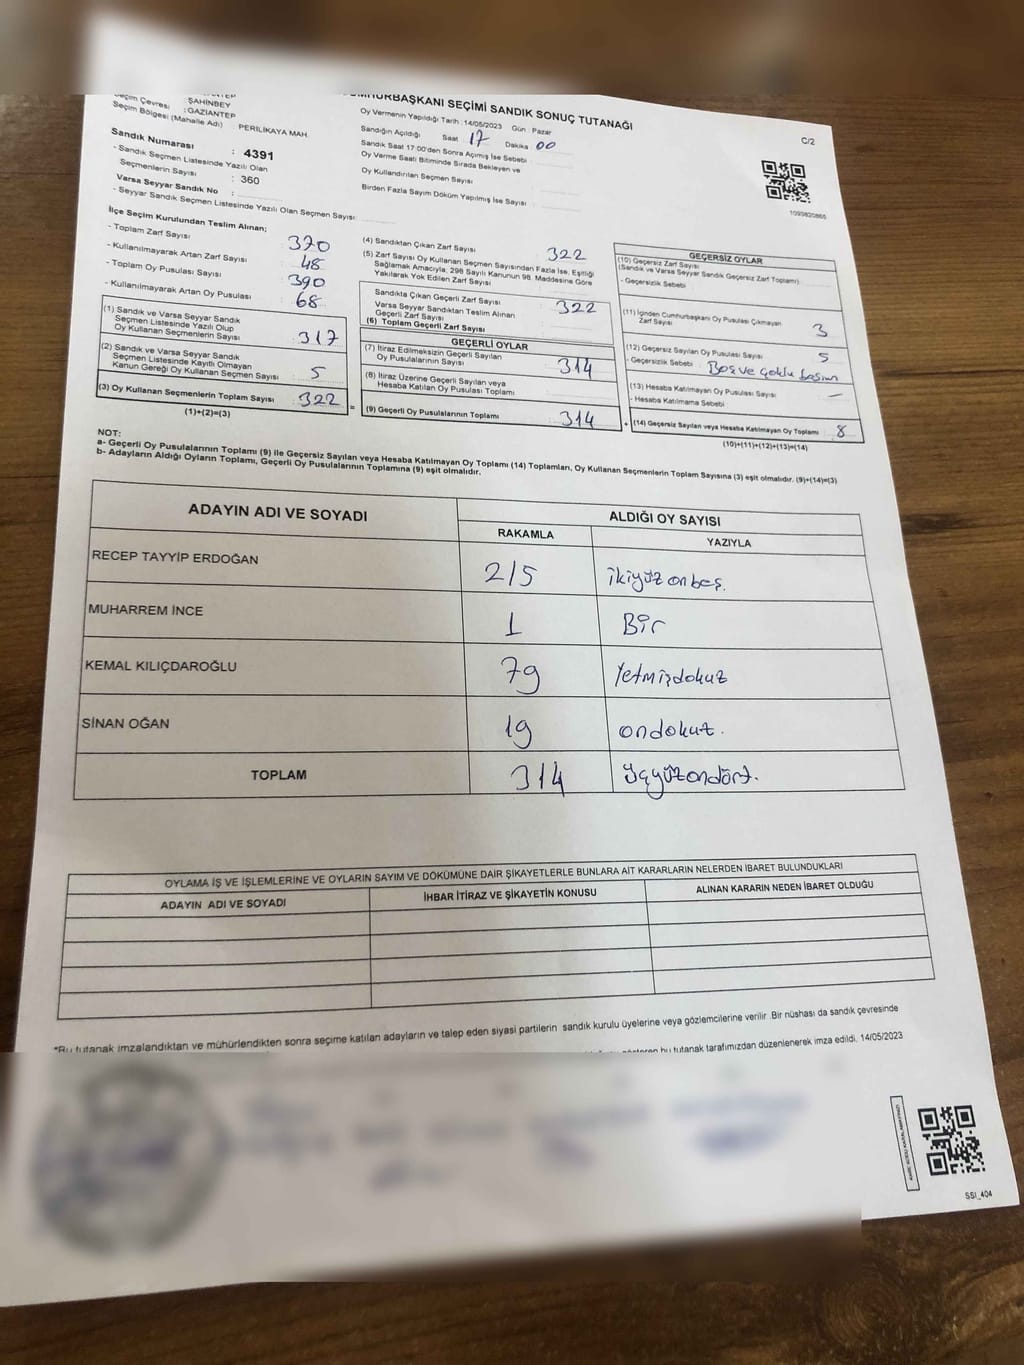 CUMHURBAŞKANI SEÇİMİ SANDIK SONUÇ TUTANAĞI
C/2
Seçim Çevresi : ŞAHİNBEY
: GAZİANTEP
Seçim Bölgesi (Mahalle Adı) : PERİLİKAYA MAH.
Sandık Numarası : 4391
- Sandık Seçmen Listesinde Yazılı Olan
Seçmenlerin Sayısı : 360
Varsa Seyyar Sandık No :
- Seyyar Sandık Seçmen Listesinde Yazılı Olan Seçmen Sayısı:
Oy Vermenin Yapıldığı Tarih : 14/05/2023 Gün : Pazar
Sandığın Açıldığı Saat 17 Dakika 00
Sandık Saat 17:00'den Sonra Açılmış İse Sebebi
Oy Verme Saati Bitiminde Sırada Bekleyen ve
Oy Kullandırılan Seçmen Sayısı
Birden Fazla Sayım Döküm Yapılmış İse Sayısı
1093820865
İlçe Seçim Kurulundan Teslim Alınan;
- Toplam Zarf Sayısı 370
- Kullanılmayarak Artan Zarf Sayısı 48
- Toplam Oy Pusulası Sayısı 390
- Kullanılmayarak Artan Oy Pusulası 68
(1) Sandık ve Varsa Seyyar Sandık
Seçmen Listesinde Yazılı Olup
Oy Kullanan Seçmenlerin Sayısı 317
(2) Sandık ve Varsa Seyyar Sandık
Seçmen Listesinde Kayıtlı Olmayan
Kanun Gereği Oy Kullanan Seçmen Sayısı 5
(3) Oy Kullanan Seçmenlerin Toplam Sayısı 322
(1)+(2)=(3)
(4) Sandıktan Çıkan Zarf Sayısı 322
(5) Zarf Sayısı Oy Kullanan Seçmen Sayısından Fazla İse, Eşitliği
Sağlamak Amacıyla; 298 Sayılı Kanunun 98. Maddesine Göre
Yakılarak Yok Edilen Zarf Sayısı
Sandıkta Çıkan Geçerli Zarf Sayısı 322
Varsa Seyyar Sandıktan Teslim Alınan
Geçerli Zarf Sayısı
(6) Toplam Geçerli Zarf Sayısı
GEÇERLİ OYLAR
(7) İtiraz Edilmeksizin Geçerli Sayılan
Oy Pusulalarının Sayısı 314
(8) İtiraz Üzerine Geçerli Sayılan veya
Hesaba Katılan Oy Pusulası Toplamı
(9) Geçerli Oy Pusulalarının Toplamı 314
GEÇERSİZ OYLAR
(10) Geçersiz Zarf Sayısı
(Sandık ve Varsa Seyyar Sandık Geçersiz Zarf Toplamı)
- Geçersizlik Sebebi
(11) İçinden Cumhurbaşkanı Oy Pusulası Çıkmayan
Zarf Sayısı 3
(12) Geçersiz Sayılan Oy Pusulası Sayısı 5
- Geçersizlik Sebebi Boş ve Çoklu basım
(13) Hesaba Katılmayan Oy Pusulası Sayısı –
- Hesaba Katılmama Sebebi
(14) Geçersiz Sayılan veya Hesaba Katılmayan Oy Toplamı 8
(10)+(11)+(12)+(13)=(14)
NOT:
a- Geçerli Oy Pusulalarının Toplamı (9) ile Geçersiz Sayılan veya Hesaba Katılmayan Oy Toplamı (14) Toplamları, Oy Kullanan Seçmenlerin Toplam Sayısına (3) eşit olmalıdır. (9)+(14)=(3)
b- Adayların Aldığı Oyların Toplamı, Geçerli Oy Pusulalarının Toplamına (9) eşit olmalıdır.
ADAYIN ADI VE SOYADI
ALDIĞI OY SAYISI
RAKAMLA YAZIYLA
RECEP TAYYİP ERDOĞAN 215 ikiyüz onbeş.
MUHARREM İNCE 1 Bir
KEMAL KILIÇDAROĞLU 79 Yetmişdokuz
SİNAN OĞAN 19 ondokuz.
TOPLAM 314 üçyüzondört.
OYLAMA İŞ VE İŞLEMLERİNE VE OYLARIN SAYIM VE DÖKÜMÜNE DAİR ŞİKAYETLERLE BUNLARA AİT KARARLARIN NELERDEN İBARET BULUNDUKLARI
ADAYIN ADI VE SOYADI İHBAR İTİRAZ VE ŞİKAYETİN KONUSU ALINAN KARARIN NEDEN İBARET OLDUĞU
*Bu tutanak imzalandıktan ve mühürlendikten sonra seçime katılan adayların ve talep eden siyasi partilerin sandık kurulu üyelerine veya gözlemcilerine verilir .Bir nüshası da sandık çevresinde
bu tutanak tarafımızdan düzenlenerek imza edildi. 14/05/2023
SSI_404